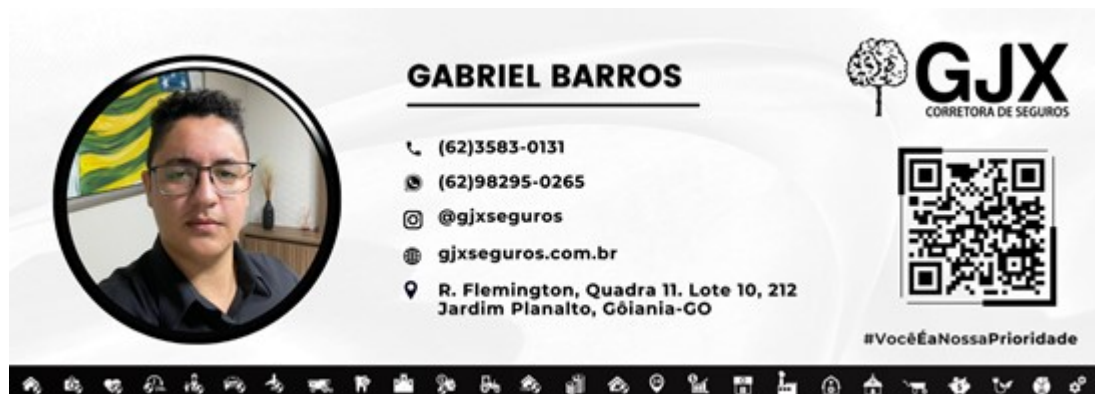 GABRIEL BARROS
(62)3583-0131
(62)98295-0265
@gjxseguros
gjxseguros.com.br
R. Flemington, Quadra 11. Lote 10, 212
Jardim Planalto, Gôiania-GO
GJX
CORRETORA DE SEGUROS
#VocêÉaNossaPrioridade